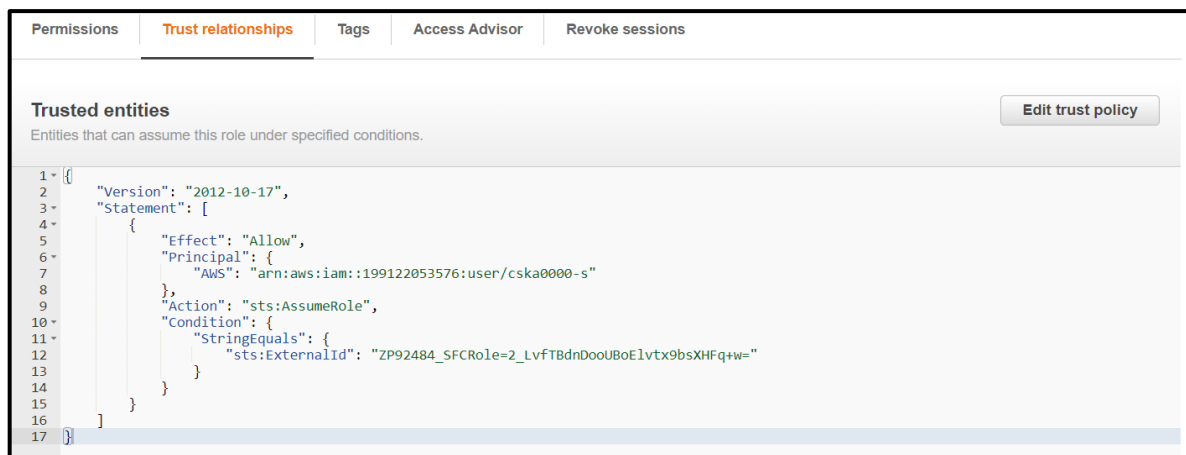 Permissions Trust relationships Tags Access Advisor Revoke sessions
Trusted entities
Edit trust policy
Entities that can assume this role under specified conditions.
1 {
2 "Version": "2012-10-17",
3 "Statement": [
4 {
5 "Effect": "Allow",
6 "Principal": {
7 "AWS": "arn:aws:iam::199122053576:user/cska0000-s"
8 },
9 "Action": "sts:AssumeRole",
10 "Condition": {
11 "StringEquals": {
12 "sts:ExternalId": "ZP92484_SFCRole=2_LvfTBdnDooUBoElvtx9bsXHFq+w="
13 }
14 }
15 }
16 ]
17 }